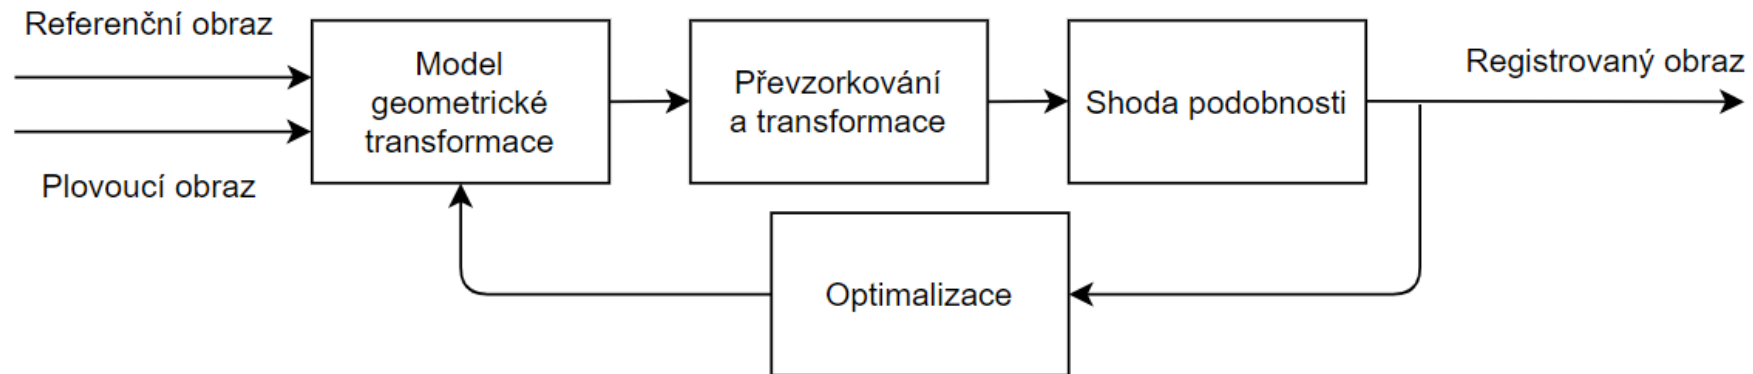 Referenční obraz
Plovoucí obraz
Model
geometrické
transformace
Převzorkování
a transformace
Shoda podobnosti
Registrovaný obraz
Optimalizace